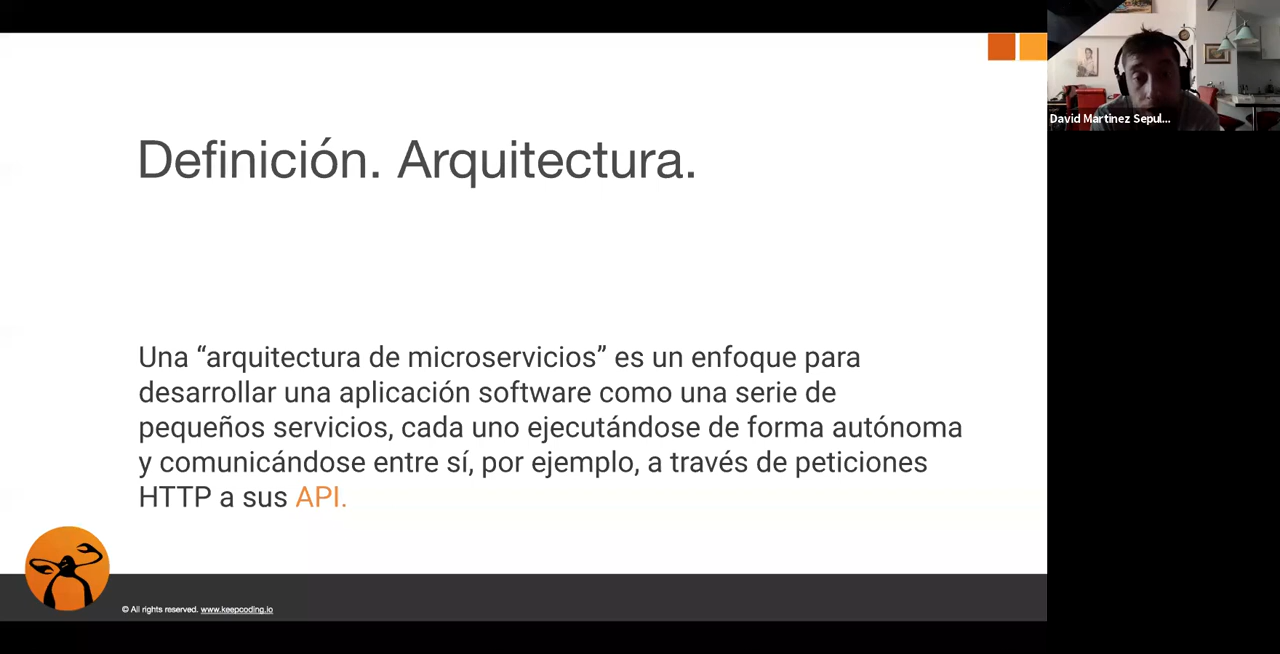 Definición. Arquitectura.
Una “arquitectura de microservicios” es un enfoque para
desarrollar una aplicación software como una serie de
pequeños servicios, cada uno ejecutándose de forma autónoma
y comunicándose entre sí, por ejemplo, a través de peticiones
HTTP a sus API.
© All rights reserved. www.keepcoding.io
David Martinez Sepul...